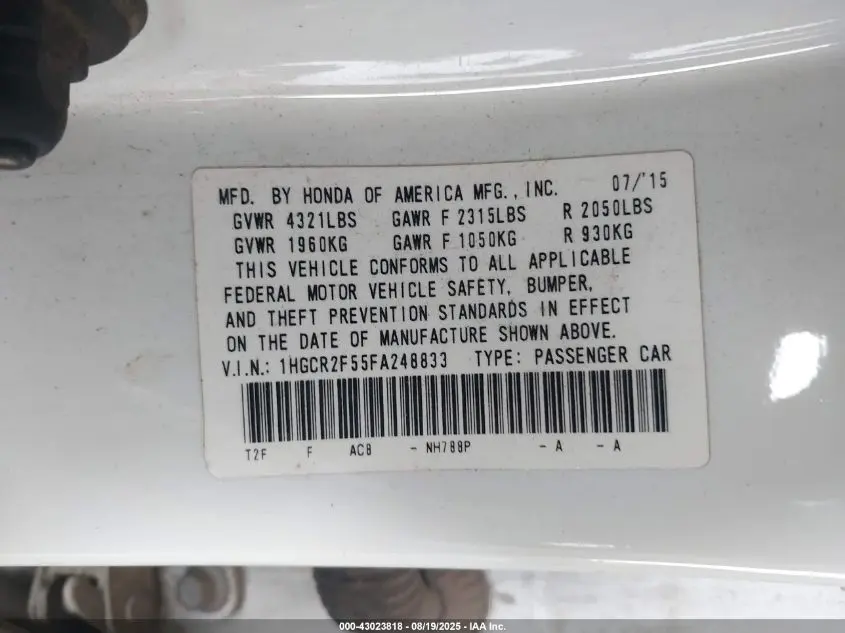 MFD. BY HONDA OF AMERICA MFG., INC. 07/'15
GVWR 4321LBS GAWR F 2315LBS R 2050LBS
GVWR 1960KG GAWR F 1050KG R 930KG
THIS VEHICLE CONFORMS TO ALL APPLICABLE
FEDERAL MOTOR VEHICLE SAFETY, BUMPER,
AND THEFT PREVENTION STANDARDS IN EFFECT
ON THE DATE OF MANUFACTURE SHOWN ABOVE.
V.I.N.: 1HGCR2F55FA248833 TYPE: PASSENGER CAR
T2F F AC8 - NH788P - A - A
000-43023818 - 08/19/2025 - IAA Inc.